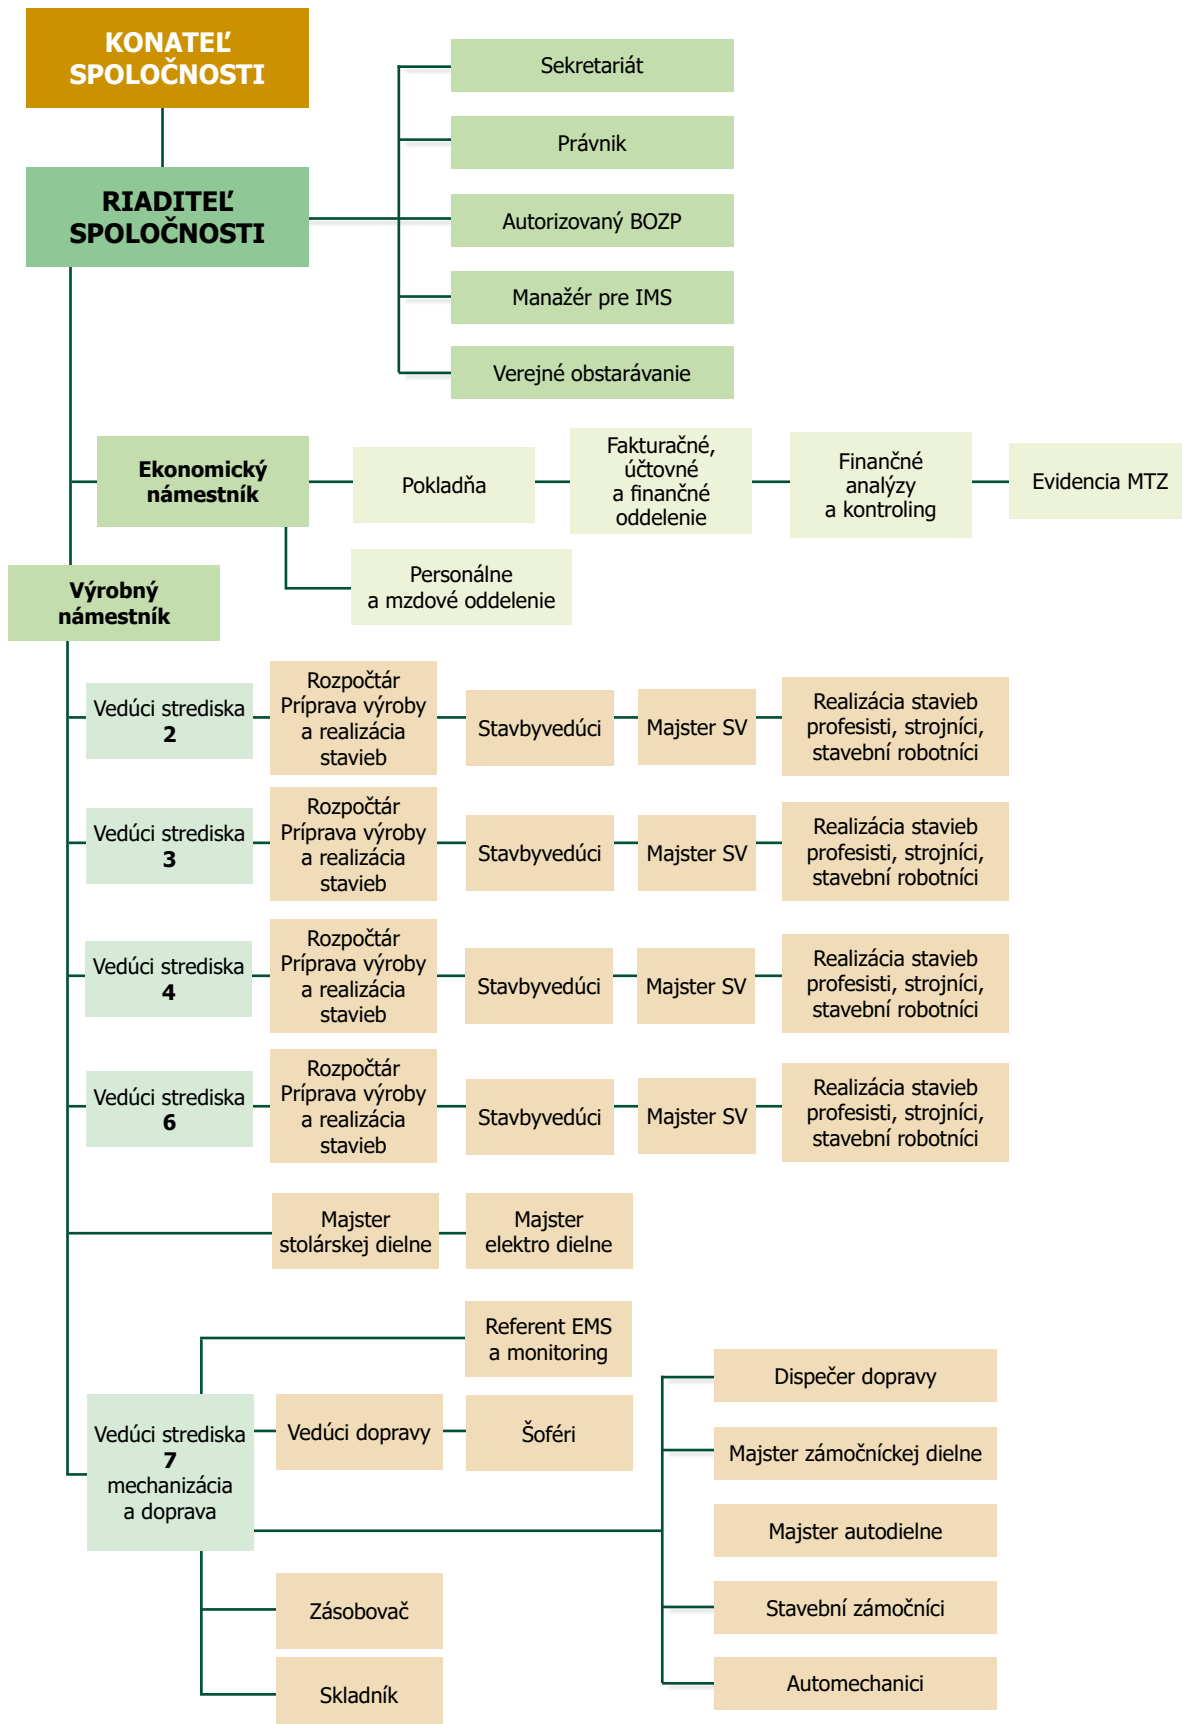 KONATEĽ
SPOLOČNOSTI
RIADITEĽ
SPOLOČNOSTI
Sekretariát
Právnik
Autorizovaný BOZP
Manažér pre IMS
Verejné obstarávanie
Ekonomický
námestník
Pokladňa
Fakturačné,
účtovné
a finančné
oddelenie
Finančné
analýzy
a kontroling
Evidencia MTZ
Personálne
a mzdové oddelenie
Výrobný
námestník
Vedúci strediska
2
Rozpočtár
Príprava výroby
a realizácia
stavieb
Stavbyvedúci
Majster SV
Realizácia stavieb
profesisti, strojníci,
stavební robotníci
Vedúci strediska
3
Rozpočtár
Príprava výroby
a realizácia
stavieb
Stavbyvedúci
Majster SV
Realizácia stavieb
profesisti, strojníci,
stavební robotníci
Vedúci strediska
4
Rozpočtár
Príprava výroby
a realizácia
stavieb
Stavbyvedúci
Majster SV
Realizácia stavieb
profesisti, strojníci,
stavební robotníci
Vedúci strediska
6
Rozpočtár
Príprava výroby
a realizácia
stavieb
Stavbyvedúci
Majster SV
Realizácia stavieb
profesisti, strojníci,
stavební robotníci
Majster
stolárskej dielne
Majster
elektro dielne
Referent EMS
a monitoring
Vedúci strediska
7
mechanizácia
a doprava
Vedúci dopravy
Šoféri
Dispečer dopravy
Majster zámočníckej dielne
Majster autodielne
Stavební zámočníci
Automechanici
Zásobovač
Skladník